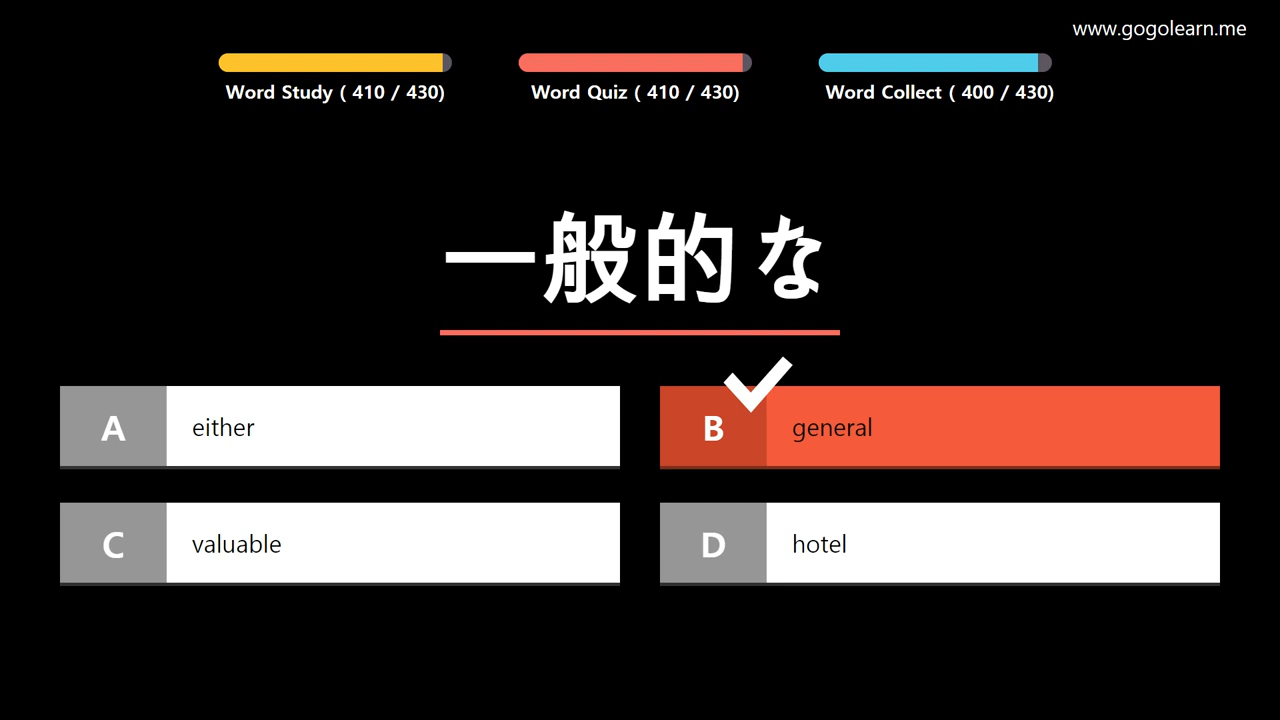 www.gogolearn.me
Word Study ( 410 / 430)
Word Quiz ( 410 / 430)
Word Collect ( 400 / 430)
一般的な
A either
B general
C valuable
D hotel